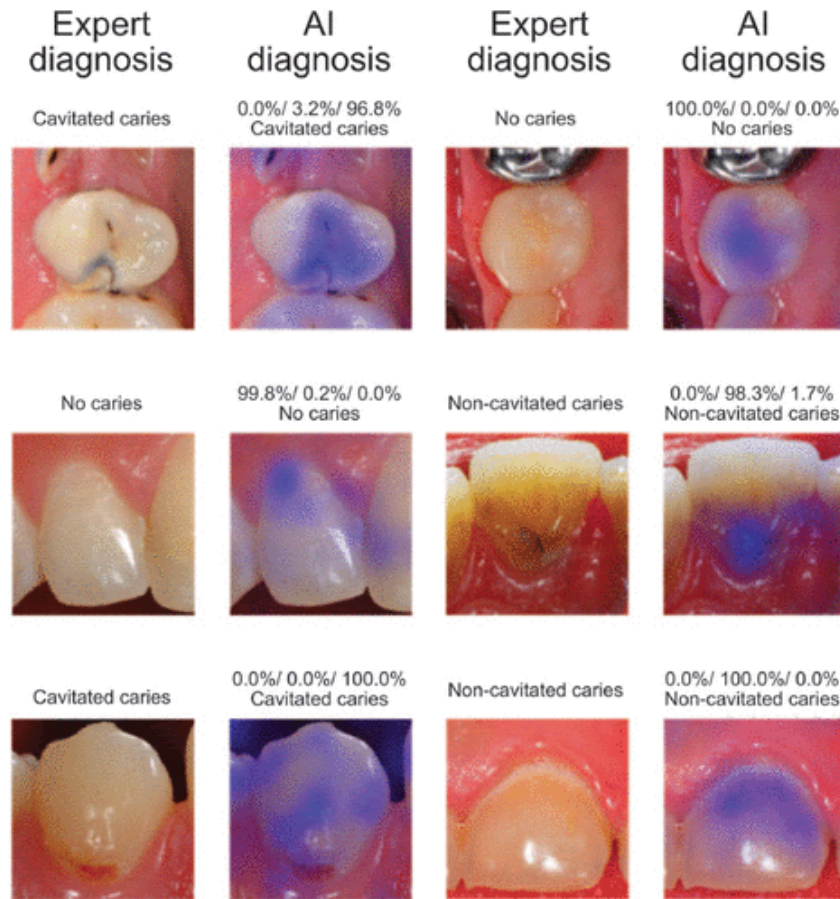 Expert diagnosis
AI diagnosis
Expert diagnosis
AI diagnosis
Cavitated caries
0.0%/ 3.2%/ 96.8%
Cavitated caries
No caries
100.0%/ 0.0%/ 0.0%
No caries
No caries
99.8%/ 0.2%/ 0.0%
No caries
Non-cavitated caries
0.0%/ 98.3%/ 1.7%
Non-cavitated caries
Cavitated caries
0.0%/ 0.0%/ 100.0%
Cavitated caries
Non-cavitated caries
0.0%/ 100.0%/ 0.0%
Non-cavitated caries